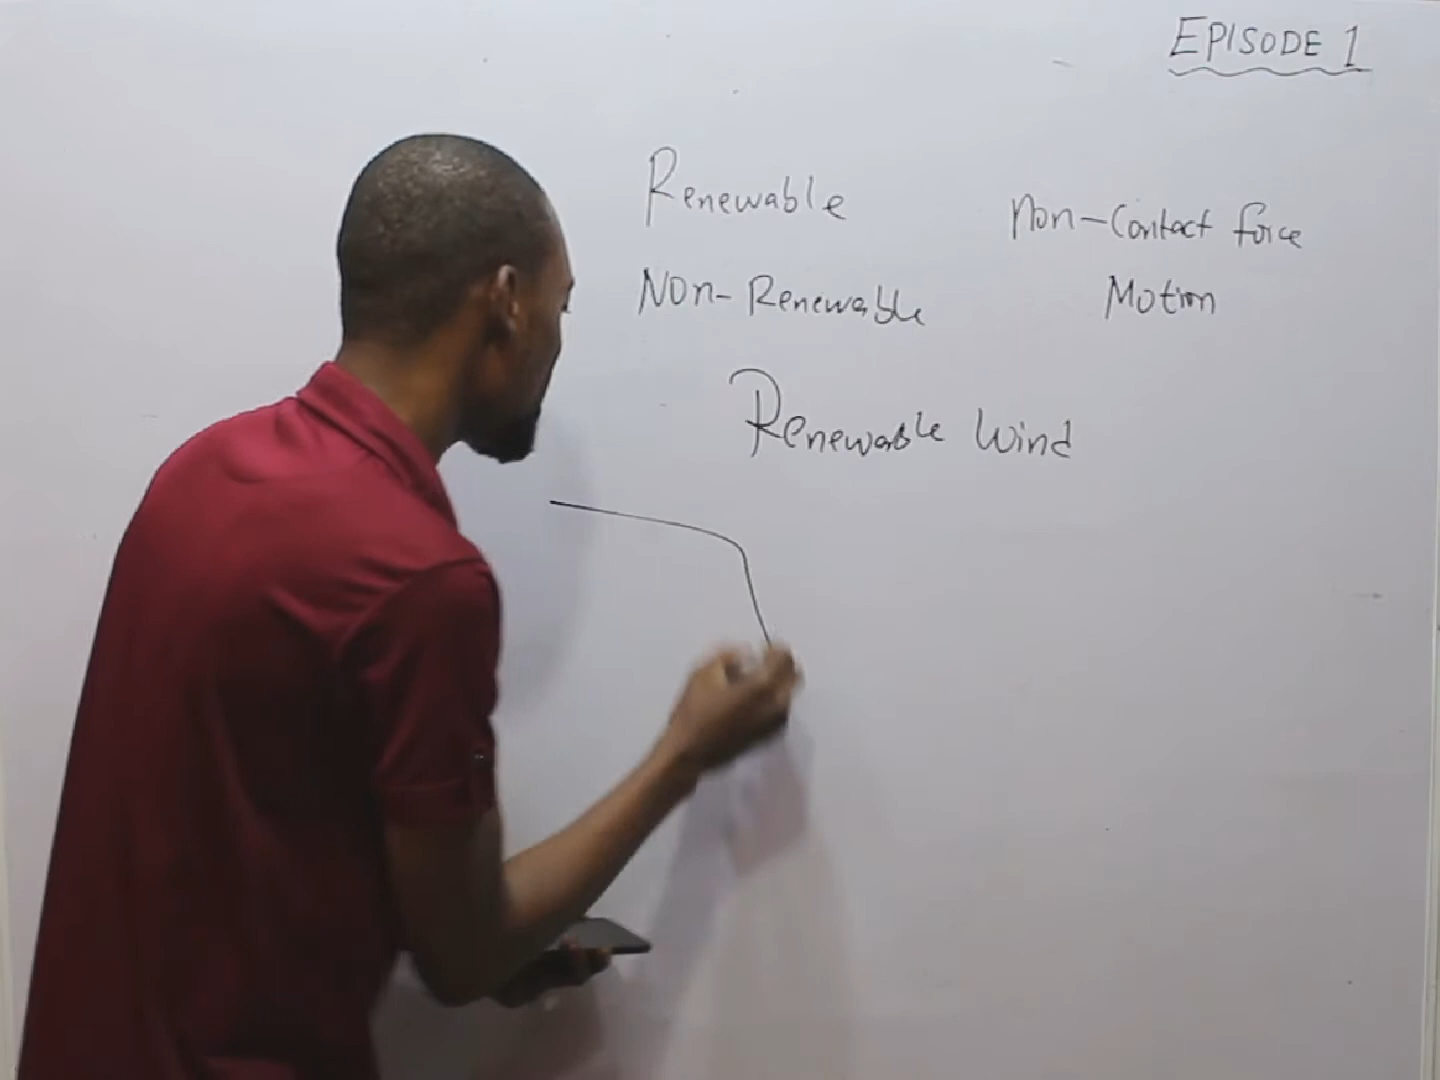 EPISODE 1
Renewable
Non-Contact force
Non-Renewable
Motion
Renewable Wind